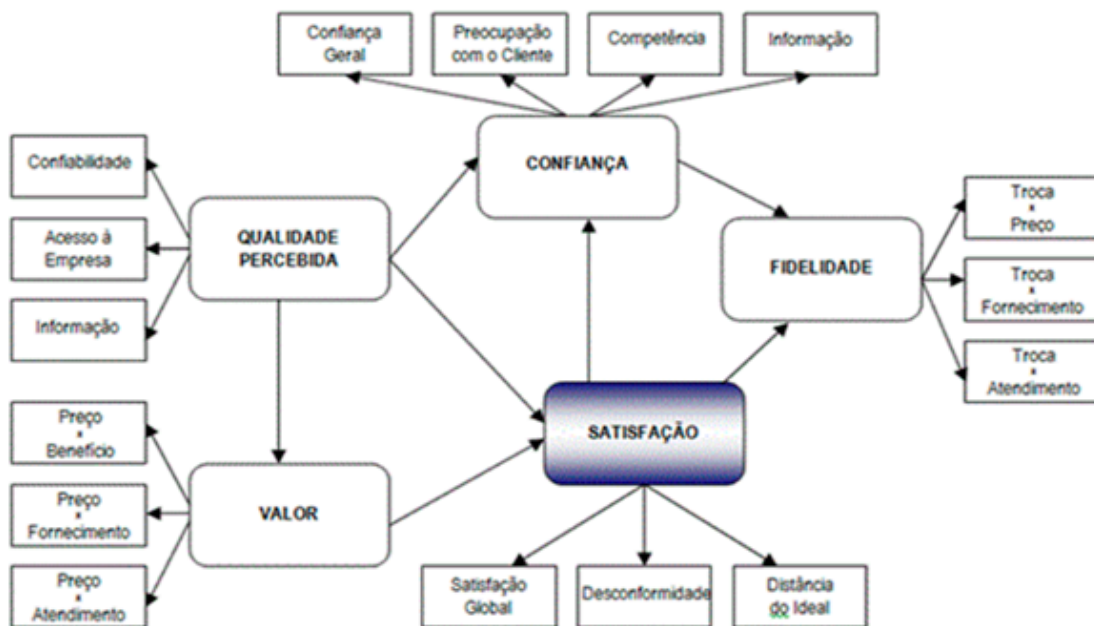 Confiança
Geral
Preocupação
com o Cliente
Competência
Informação
CONFIANÇA
Confiabilidade
Acesso à
Empresa
Informação
QUALIDADE
PERCEBIDA
FIDELIDADE
Troca
x
Preço
Troca
x
Fornecimento
Troca
x
Atendimento
Preço
x
Benefício
Preço
x
Fornecimento
Preço
x
Atendimento
VALOR
SATISFAÇÃO
Satisfação
Global
Desconformidade
Distância
do Ideal